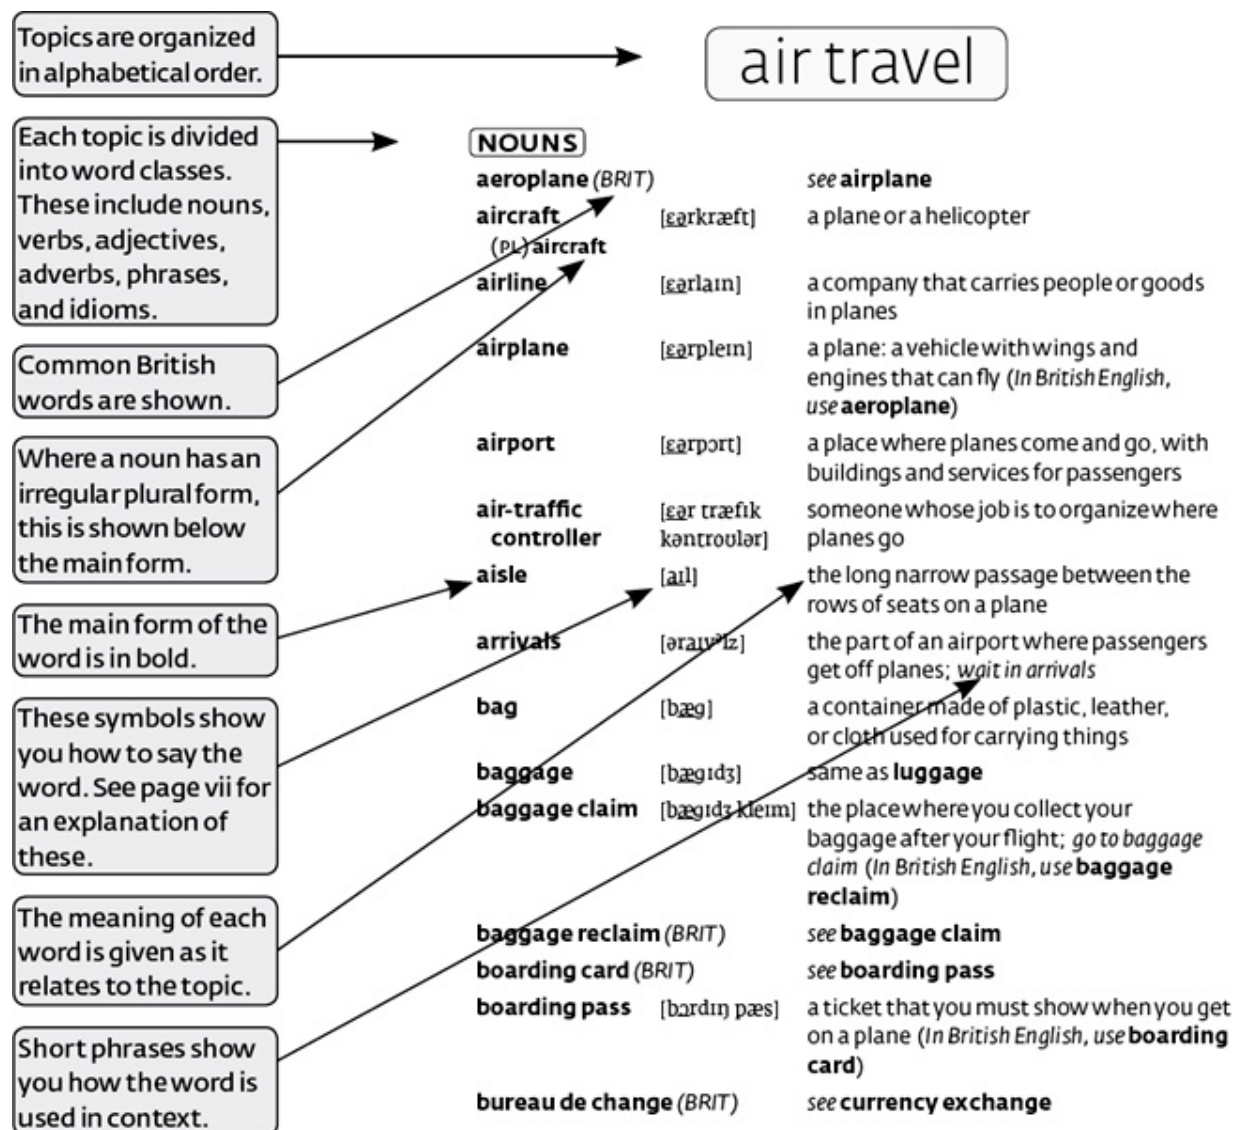 Topics are organized
in alphabetical order.
Each topic is divided
into word classes.
These include nouns,
verbs, adjectives,
adverbs, phrases,
and idioms.
Common British
words are shown.
Where a noun has an
irregular plural form,
this is shown below
the main form.
The main form of the
word is in bold.
These symbols show
you how to say the
word. See page vii for
an explanation of
these.
The meaning of each
word is given as it
relates to the topic.
Short phrases show
you how the word is
used in context.
air travel
NOUNS
aeroplane (BRIT) see airplane
aircraft [ɛərkræft] a plane or a helicopter
(PL) aircraft
airline [ɛərlaɪn] a company that carries people or goods
in planes
airplane [ɛərpleɪn] a plane: a vehicle with wings and
engines that can fly (In British English,
use aeroplane)
airport [ɛərpɔrt] a place where planes come and go, with
buildings and services for passengers
air-traffic [ɛər træfɪk someone whose job is to organize where
controller kəntroʊlər] planes go
aisle [aɪl] the long narrow passage between the
rows of seats on a plane
arrivals [əraɪvᵊlz] the part of an airport where passengers
get off planes; wait in arrivals
bag [bæg] a container made of plastic, leather,
or cloth used for carrying things
baggage [bægɪdʒ] same as luggage
baggage claim [bægɪdʒ kleɪm] the place where you collect your
baggage after your flight; go to baggage
claim (In British English, use baggage
reclaim)
baggage reclaim (BRIT) see baggage claim
boarding card (BRIT) see boarding pass
boarding pass [bɔrdɪŋ pæs] a ticket that you must show when you get
on a plane (In British English, use boarding
card)
bureau de change (BRIT) see currency exchange